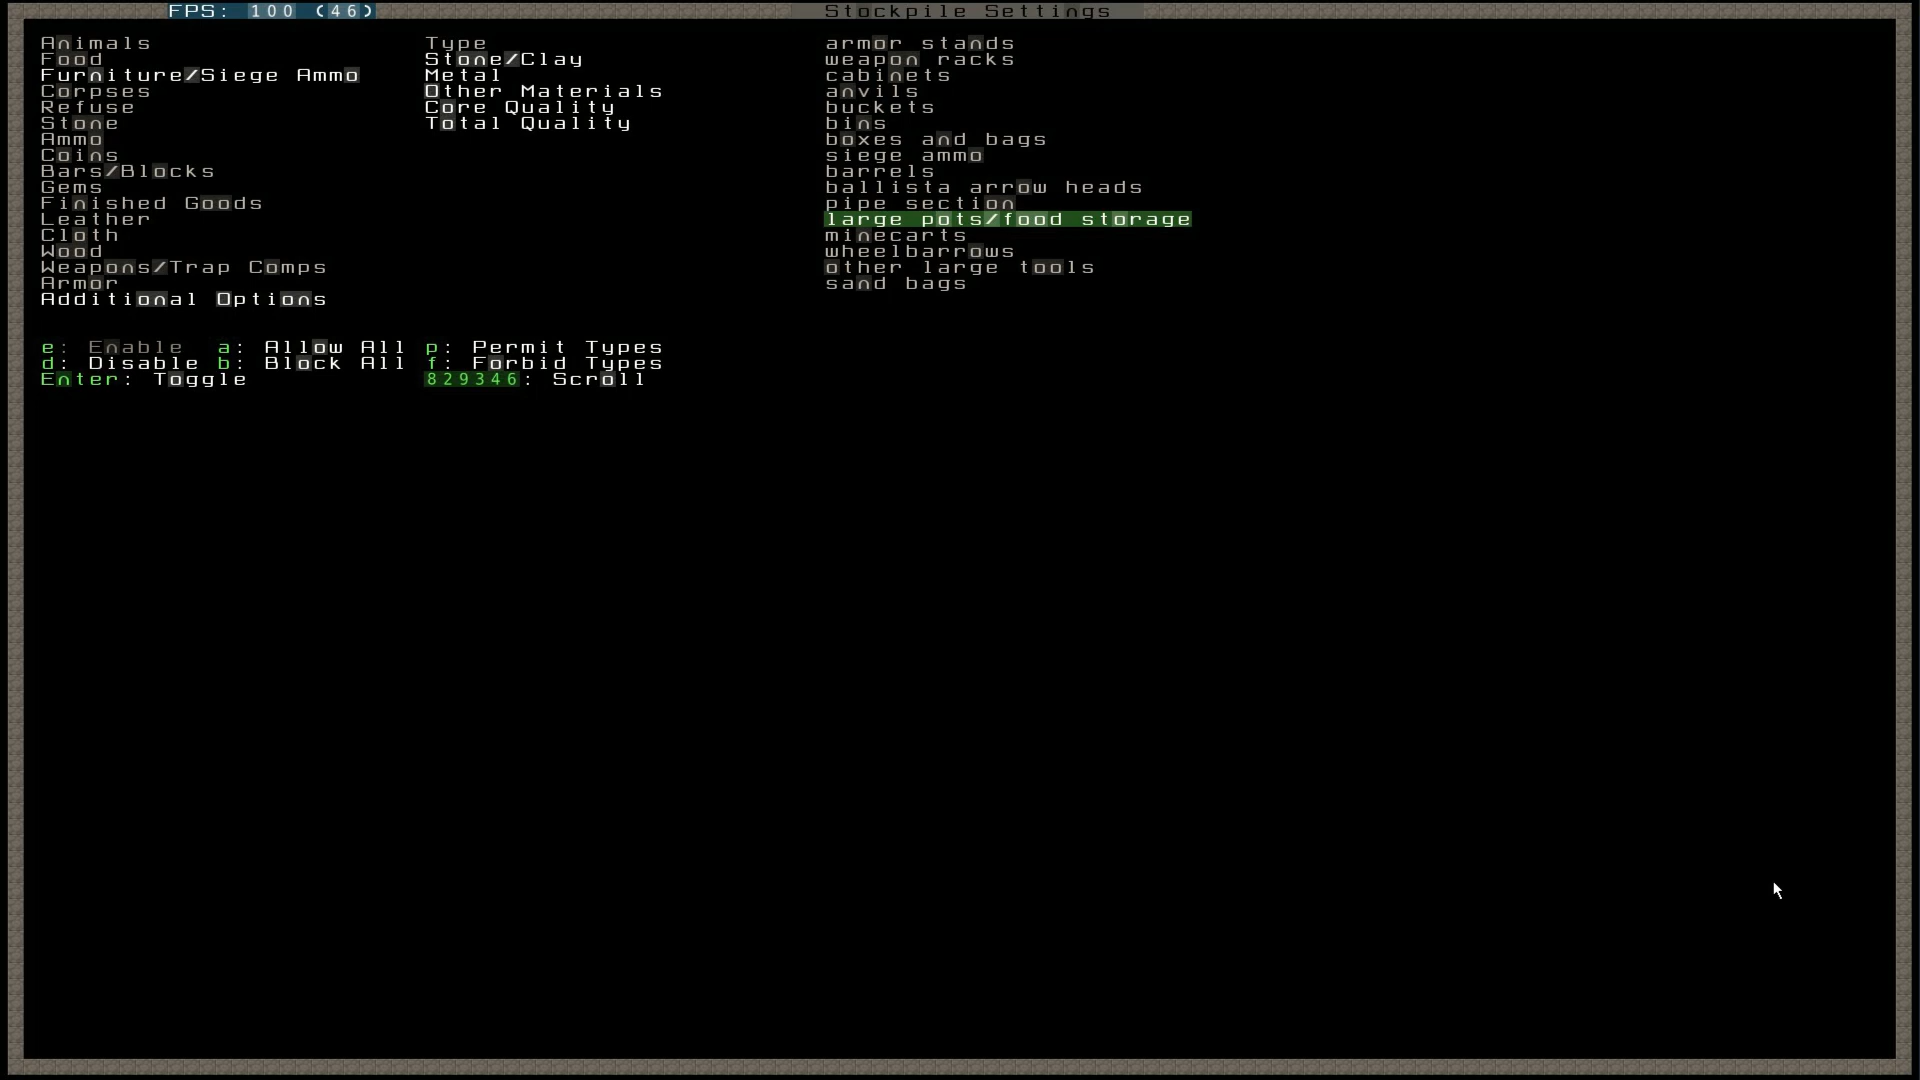 FPS: 100 (46)
Stockpile Settings
Animals
Food
Furniture/Siege Ammo
Corpses
Refuse
Stone
Ammo
Coins
Bars/Blocks
Gems
Finished Goods
Leather
Cloth
Wood
Weapons/Trap Comps
Armor
Additional Options
Type
Stone/Clay
Metal
Other Materials
Core Quality
Total Quality
armor stands
weapon racks
cabinets
anvils
buckets
bins
boxes and bags
siege ammo
barrels
ballista arrow heads
pipe section
large pots/food storage
minecarts
wheelbarrows
other large tools
sand bags
e: Enable a: Allow All p: Permit Types
d: Disable b: Block All f: Forbid Types
Enter: Toggle 829346: Scroll